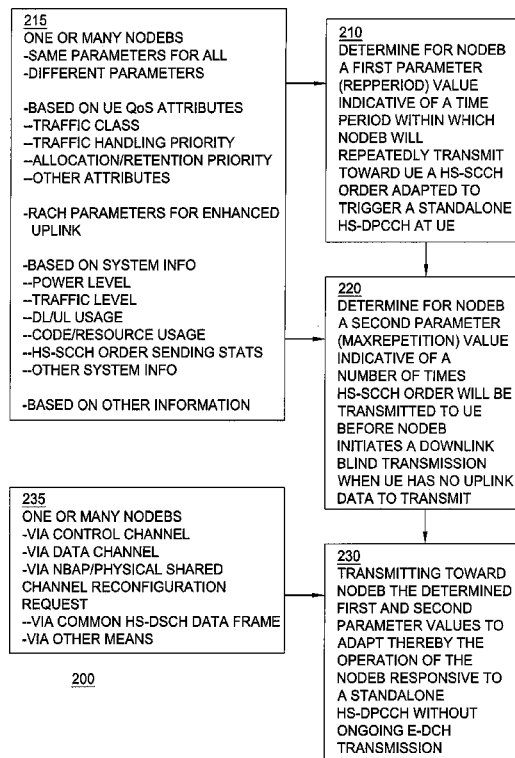 215
ONE OR MANY NODEBS
-SAME PARAMETERS FOR ALL
-DIFFERENT PARAMETERS
-BASED ON UE QoS ATTRIBUTES
--TRAFFIC CLASS
--TRAFFIC HANDLING PRIORITY
--ALLOCATION/RETENTION PRIORITY
--OTHER ATTRIBUTES
-RACH PARAMETERS FOR ENHANCED
UPLINK
-BASED ON SYSTEM INFO
--POWER LEVEL
--TRAFFIC LEVEL
--DL/UL USAGE
--CODE/RESOURCE USAGE
--HS-SCCH ORDER SENDING STATS
--OTHER SYSTEM INFO
-BASED ON OTHER INFORMATION
210
DETERMINE FOR NODEB
A FIRST PARAMETER
(REPPERIOD) VALUE
INDICATIVE OF A TIME
PERIOD WITHIN WHICH
NODEB WILL
REPEATEDLY TRANSMIT
TOWARD UE A HS-SCCH
ORDER ADAPTED TO
TRIGGER A STANDALONE
HS-DPCCH AT UE
220
DETERMINE FOR NODEB
A SECOND PARAMETER
(MAXREPETITION) VALUE
INDICATIVE OF A
NUMBER OF TIMES
HS-SCCH ORDER WILL BE
TRANSMITTED TO UE
BEFORE NODEB
INITIATES A DOWNLINK
BLIND TRANSMISSION
WHEN UE HAS NO UPLINK
DATA TO TRANSMIT
235
ONE OR MANY NODEBS
-VIA CONTROL CHANNEL
-VIA DATA CHANNEL
-VIA NBAP/PHYSICAL SHARED
CHANNEL RECONFIGURATION
REQUEST
--VIA COMMON HS-DSCH DATA FRAME
-VIA OTHER MEANS
230
TRANSMITTING TOWARD
NODEB THE DETERMINED
FIRST AND SECOND
PARAMETER VALUES TO
ADAPT THEREBY THE
OPERATION OF THE
NODEB RESPONSIVE TO
A STANDALONE
HS-DPCCH WITHOUT
ONGOING E-DCH
TRANSMISSION
200